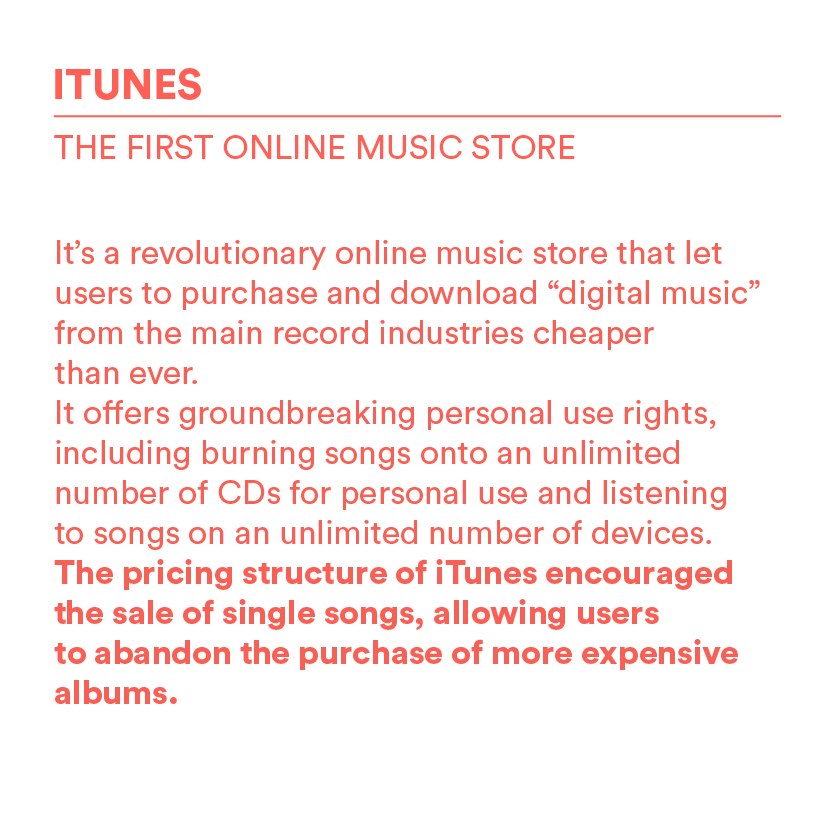 ITUNES
THE FIRST ONLINE MUSIC STORE
It’s a revolutionary online music store that let
users to purchase and download “digital music”
from the main record industries cheaper
than ever.
It offers groundbreaking personal use rights,
including burning songs onto an unlimited
number of CDs for personal use and listening
to songs on an unlimited number of devices.
The pricing structure of iTunes encouraged
the sale of single songs, allowing users
to abandon the purchase of more expensive
albums.